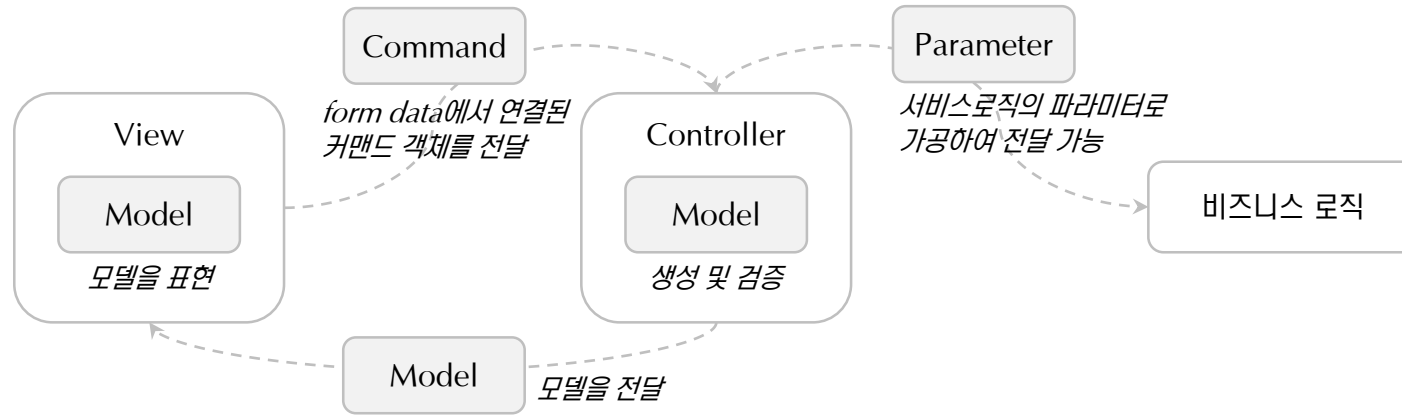 Command
form data에서 연결된
커맨드 객체를 전달
Parameter
서비스로직의 파라미터로
가공하여 전달 가능
View
Model
모델을 표현
Controller
Model
생성 및 검증
비즈니스 로직
Model
모델을 전달